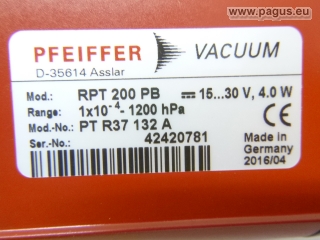 © www.pagus.eu
PFEIFFER VACUUM
D-35614 Asslar
Mod.: RPT 200 PB ⎓ 15...30 V, 4.0 W
Range: 1x10⁻⁴- 1200 hPa
Mod.-No.: PT R37 132 A
Ser.-No.: 42420781
CE
Made in
Germany
2016/04